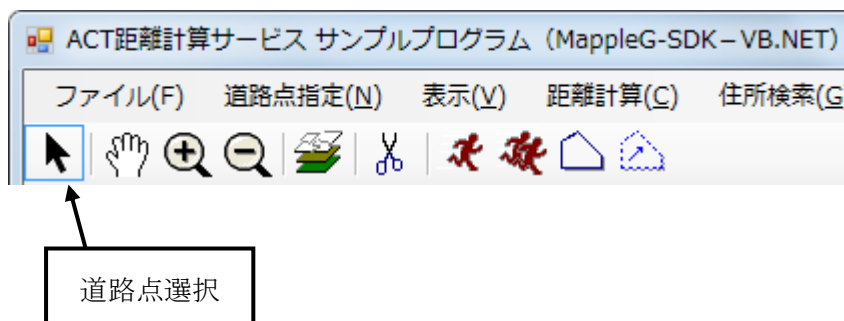 ACT距離計算サービス サンプルプログラム（MappleG-SDK－VB.NET）
ファイル(F) 道路点指定(N) 表示(V) 距離計算(C) 住所検索(G
道路点選択